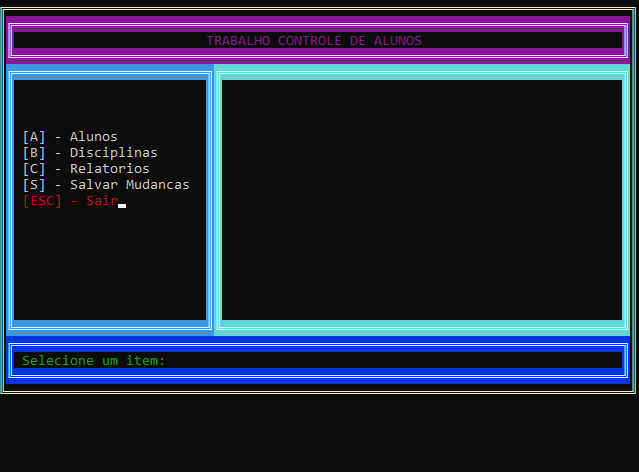 TRABALHO CONTROLE DE ALUNOS
[A] - Alunos
[B] - Disciplinas
[C] - Relatorios
[S] - Salvar Mudancas
[ESC] - Sair
Selecione um item: